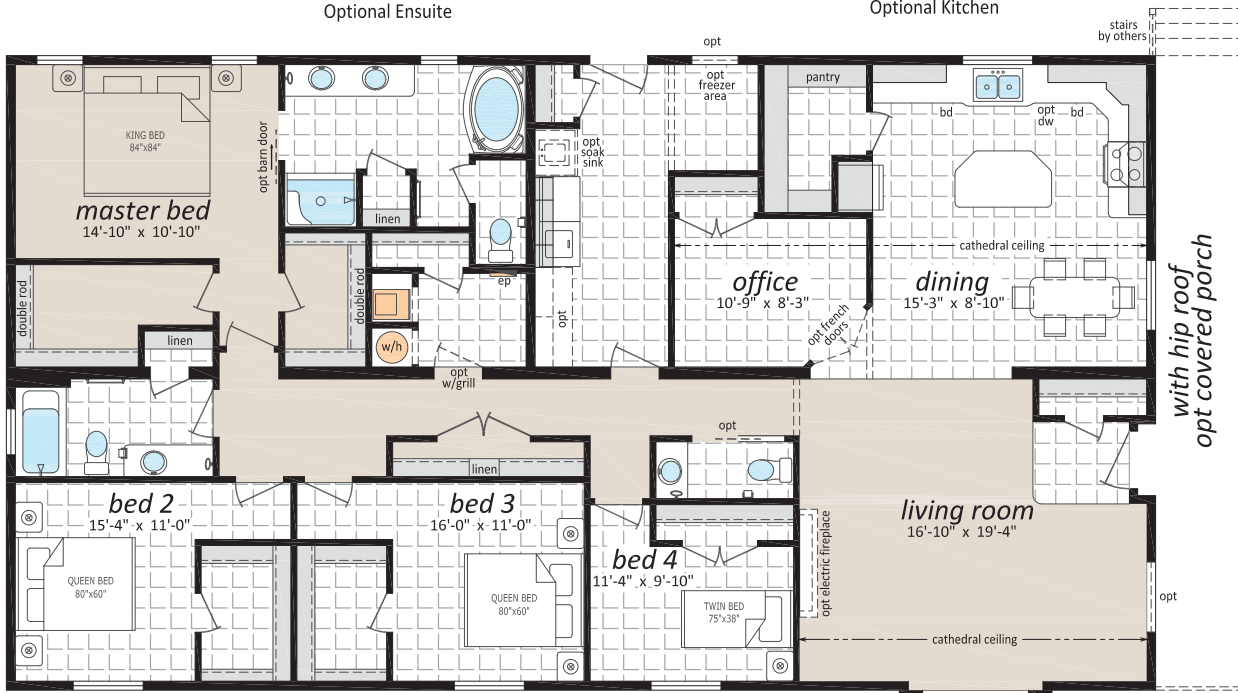 Optional Ensuite
Optional Kitchen
stairs
by others
opt
opt
freezer
area
pantry
bd
opt
dw
bd
KING BED
84"x84"
opt barn door
opt
soak
sink
linen
master bed
14'-10" x 10'-10"
cathedral ceiling
office
10'-9" x 8'-3"
dining
15'-3" x 8'-10"
with hip roof
opt covered porch
double rod
double rod
ep
opt
opt french
doors
w/h
linen
opt
w/grill
opt
linen
bed 2
15'-4" x 11'-0"
bed 3
16'-0" x 11'-0"
living room
16'-10" x 19'-4"
bed 4
11'-4" x 9'-10"
opt electric fireplace
QUEEN BED
80"x60"
QUEEN BED
80"x60"
TWIN BED
75"x38"
opt
cathedral ceiling